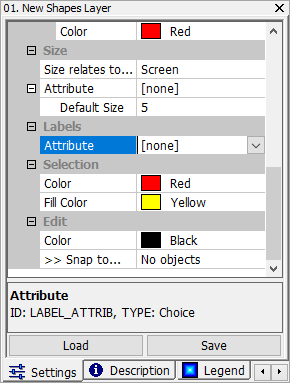 01. New Shapes Layer
Color Red
Size
Size relates to... Screen
Attribute [none]
Default Size 5
Labels
Attribute [none]
Selection
Color Red
Fill Color Yellow
Edit
Color Black
>> Snap to... No objects
Attribute
ID: LABEL_ATTRIB, TYPE: Choice
Load Save
Settings Description Legend